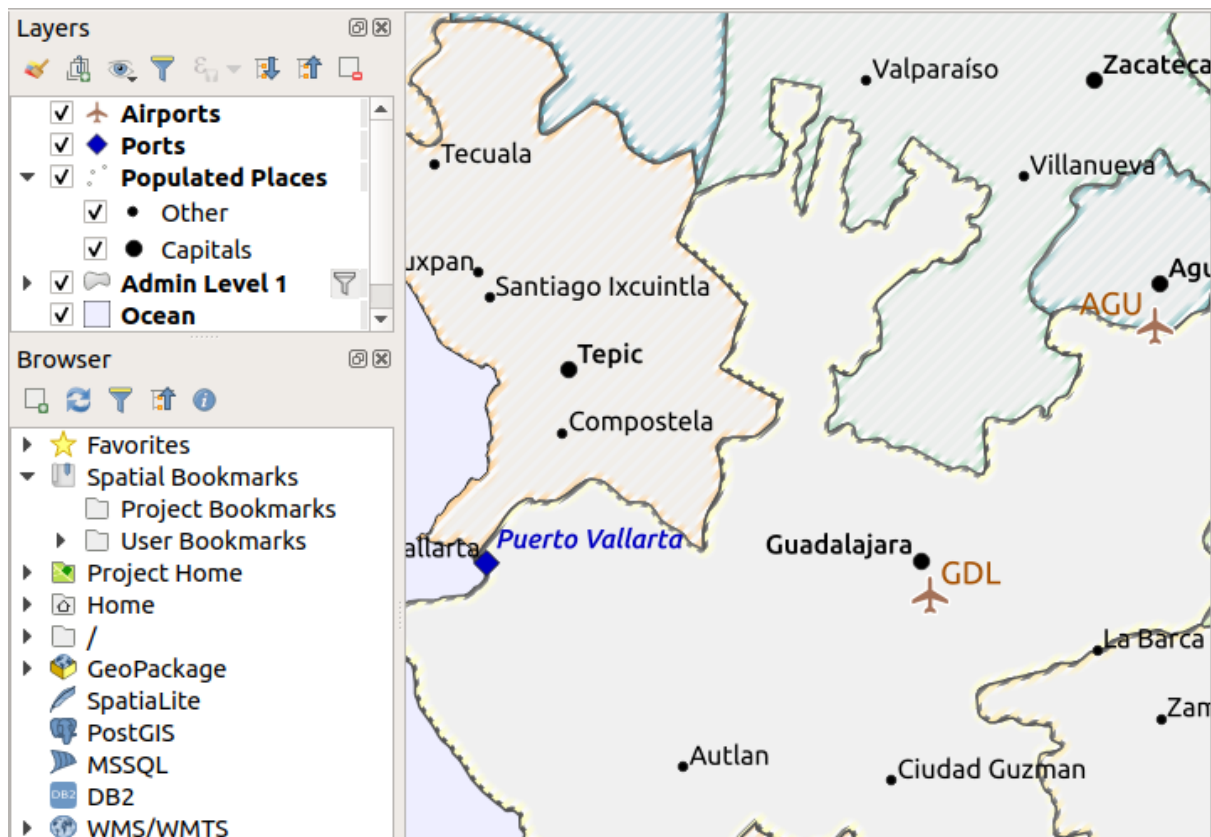 Layers
Airports
Ports
Populated Places
Other
Capitals
Admin Level 1
Ocean
Browser
Favorites
Spatial Bookmarks
Project Bookmarks
User Bookmarks
Project Home
Home
/
GeoPackage
SpatiaLite
PostGIS
MSSQL
DB2
DB2
WMS/WMTS
Valparaíso
Zacateca
Tecuala
Villanueva
uxpan
Santiago Ixcuintla
Agu
AGU
Tepic
Compostela
allarta
Puerto Vallarta
Guadalajara
GDL
La Barca
Zam
Autlan
Ciudad Guzman